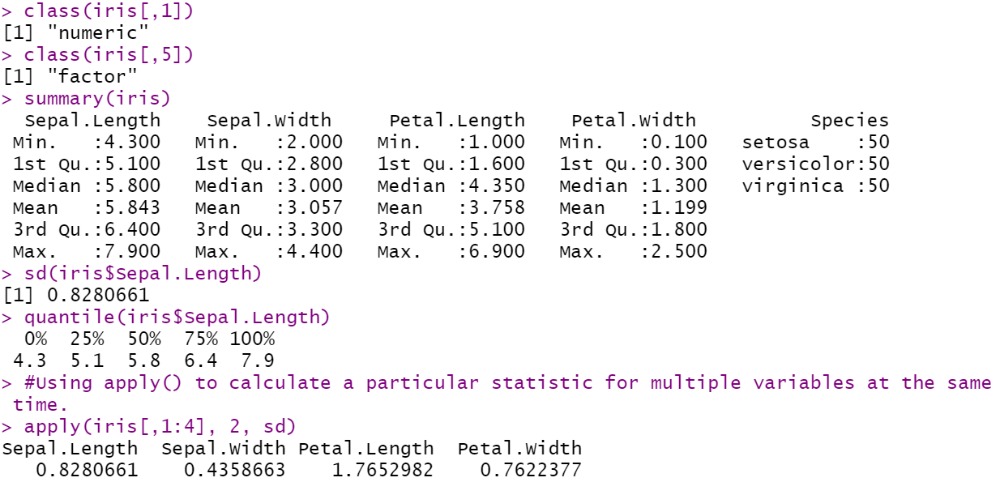 > class(iris[,1])
[1] "numeric"
> class(iris[,5])
[1] "factor"
> summary(iris)
  Sepal.Length    Sepal.Width     Petal.Length    Petal.Width          Species
 Min.   :4.300   Min.   :2.000   Min.   :1.000   Min.   :0.100   setosa    :50
 1st Qu.:5.100   1st Qu.:2.800   1st Qu.:1.600   1st Qu.:0.300   versicolor:50
 Median :5.800   Median :3.000   Median :4.350   Median :1.300   virginica :50
 Mean   :5.843   Mean   :3.057   Mean   :3.758   Mean   :1.199
 3rd Qu.:6.400   3rd Qu.:3.300   3rd Qu.:5.100   3rd Qu.:1.800
 Max.   :7.900   Max.   :4.400   Max.   :6.900   Max.   :2.500
> sd(iris$Sepal.Length)
[1] 0.8280661
> quantile(iris$Sepal.Length)
  0%  25%  50%  75% 100%
 4.3  5.1  5.8  6.4  7.9
> #Using apply() to calculate a particular statistic for multiple variables at the same
 time.
> apply(iris[,1:4], 2, sd)
Sepal.Length  Sepal.Width Petal.Length  Petal.Width
   0.8280661    0.4358663    1.7652982    0.7622377